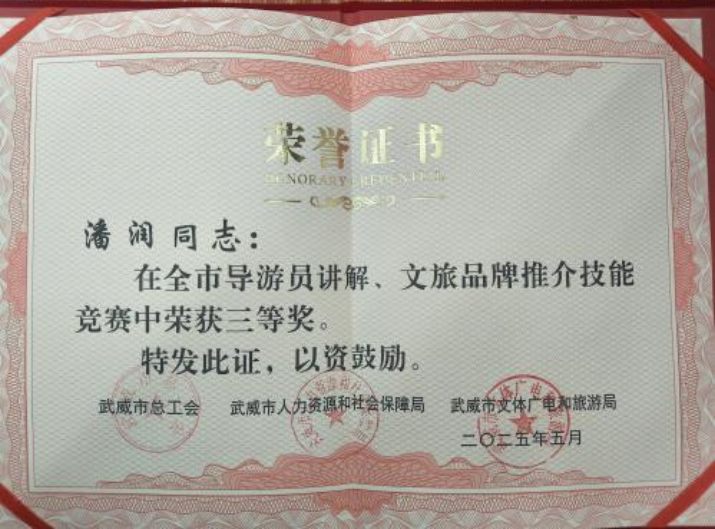 荣誉证书
HONORARY CREDENTIAL
潘润同志：
在全市导游员讲解、文旅品牌推介技能
竞赛中荣获三等奖。
特发此证，以资鼓励。
武威市总工会 武威市人力资源和社会保障局 武威市文体广电和旅游局
二〇二五年五月